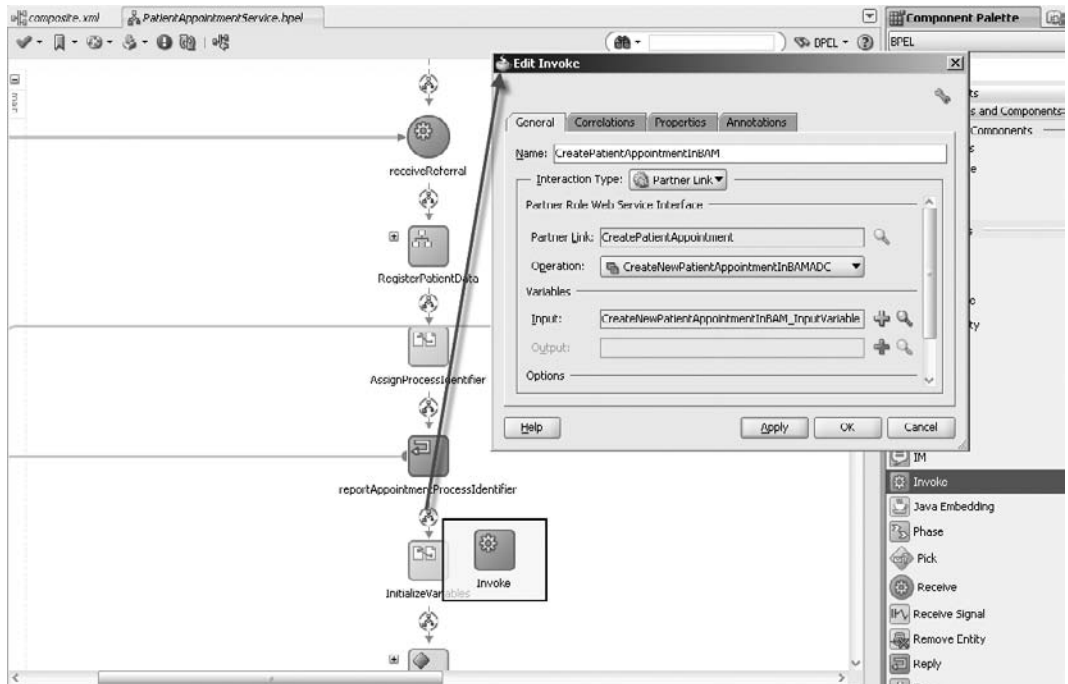 composite.xml
PatientAppointmentService.bpel
Component Palette
BPEL
BPEL
Edit Invoke
General
Correlations
Properties
Annotations
Name:
CreatePatientAppointmentInBAM
Interaction Type:
Partner Link
Partner Role Web Service Interface
Partner Link:
CreatePatientAppointment
Operation:
CreateNewPatientAppointmentInBAMADC
Variables
Input:
CreateNewPatientAppointmentInBAM_InputVariable
Output:
Options
Help
Apply
OK
Cancel
receiveReferral
RegisterPatientData
AssignProcessIdentifier
reportAppointmentProcessIdentifier
InitializeVariables
Invoke
ts
s and Components
Components
s
e
s
o
ty
IM
Invoke
Java Embedding
Phase
Pick
Receive
Receive Signal
Remove Entity
Reply